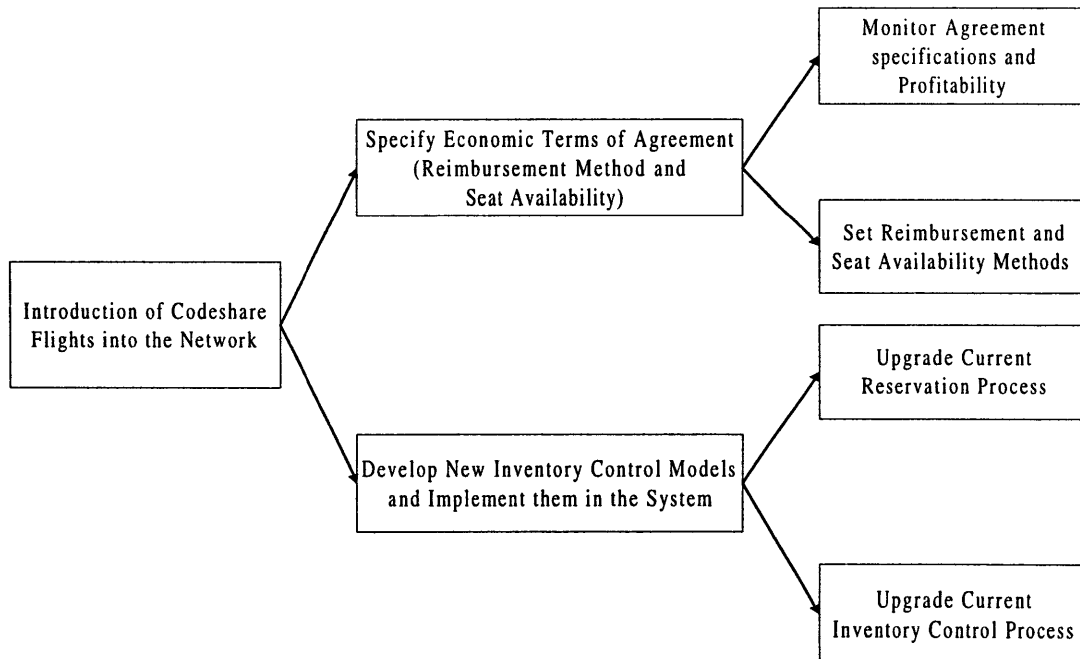 Monitor Agreement
specifications and
Profitability
Specify Economic Terms of Agreement
(Reimbursement Method and
Seat Availability)
Set Reimbursement and
Seat Availability Methods
Introduction of Codeshare
Flights into the Network
Upgrade Current
Reservation Process
Develop New Inventory Control Models
and Implement them in the System
Upgrade Current
Inventory Control Process